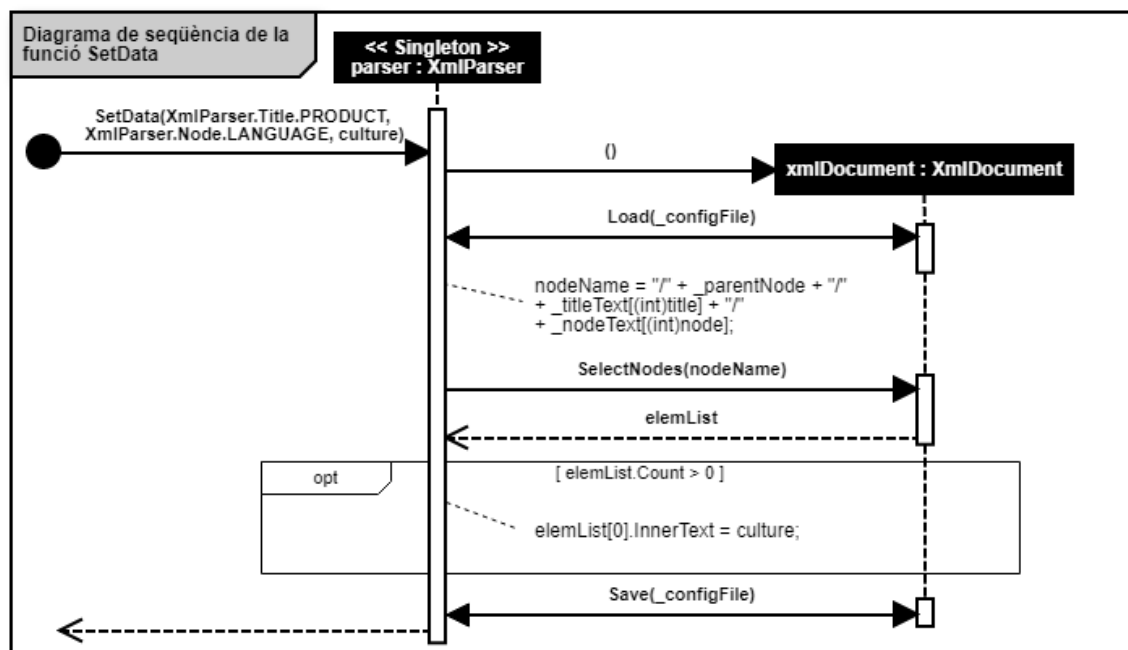 Diagrama de seqüència de la
funció SetData
<< Singleton >>
parser : XmlParser
SetData(XmlParser.Title.PRODUCT,
XmlParser.Node.LANGUAGE, culture)
()
xmlDocument : XmlDocument
Load(_configFile)
nodeName = "/" + _parentNode + "/"
+ _titleText[(int)title] + "/"
+ _nodeText[(int)node];
SelectNodes(nodeName)
elemList
opt
[ elemList.Count > 0 ]
elemList[0].InnerText = culture;
Save(_configFile)